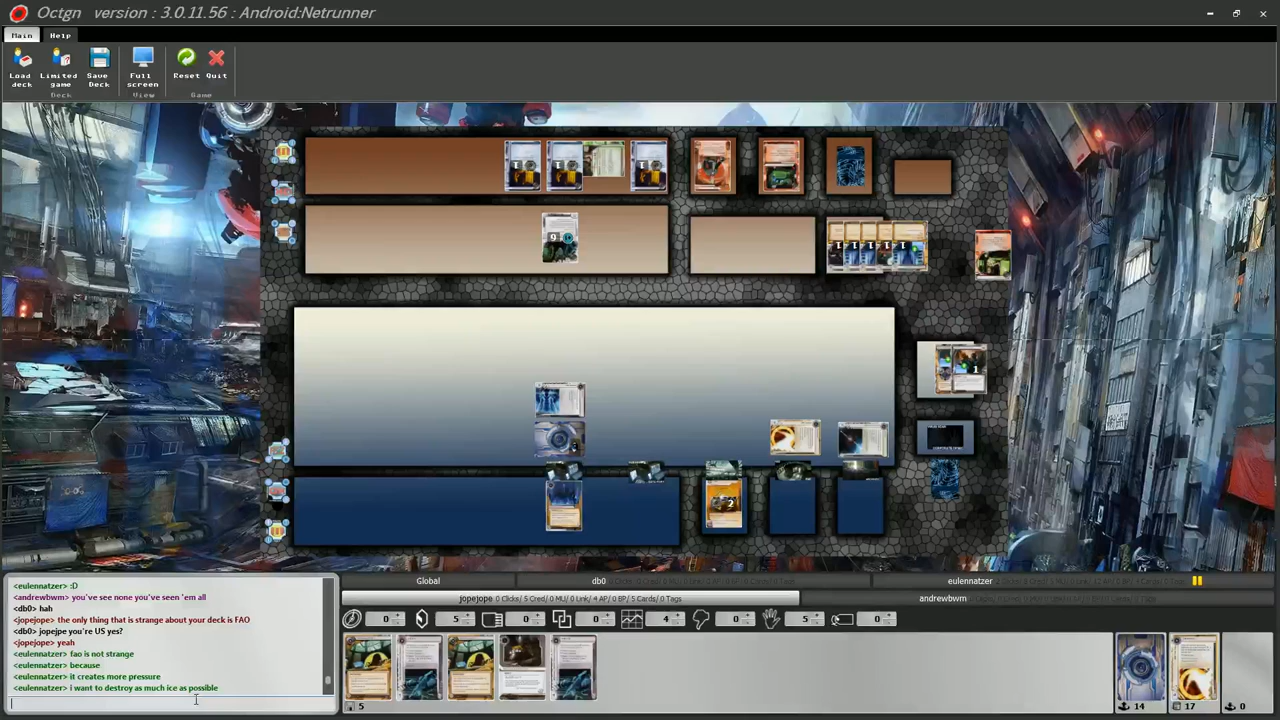 Octgn version : 3.0.11.56 : Android:Netrunner
Main Help
Load deck
Limited game
Save Deck
Full screen
Reset
Quit
Deck
View
Game
<eulennatzer> :D
<andrewbwm> you've see none you've seen 'em all
<db0> hah
<jopejope> the only thing that is strange about your deck is FAO
<db0> jopejpe you're US yes?
<jopejope> yeah
<eulennatzer> fao is not strange
<eulennatzer> because
<eulennatzer> it creates more pressure
<eulennatzer> i want to destroy as much ice as possible
Global
db0
eulennatzer
jopejope 0 Clicks/ 5 Cred/ 0 MU/ 0 Link/ 4 AP/ 0 BP/ 5 Cards/ 0 Tags
andrewbwm
0 5 0 0 4 0 5 0
5
14 17 0